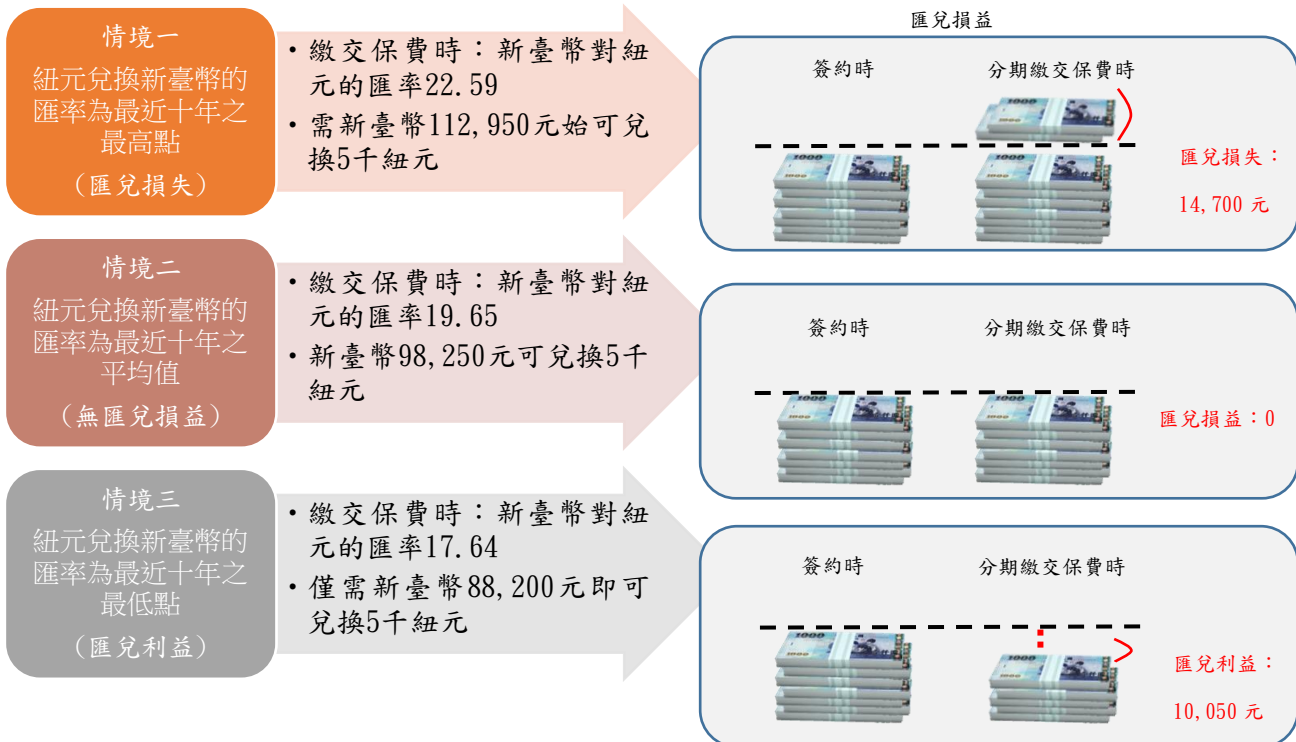 匯兌損益
情境一
紐元兌換新臺幣的
匯率為最近十年之
最高點
(匯兌損失)
・繳交保費時：新臺幣對紐
元的匯率22.59
・需新臺幣112,950元始可兌
換5千紐元
簽約時
分期繳交保費時
匯兌損失：
14,700 元
情境二
紐元兌換新臺幣的
匯率為最近十年之
平均值
(無匯兌損益)
・繳交保費時：新臺幣對紐
元的匯率19.65
・新臺幣98,250元可兌換5千
紐元
簽約時
分期繳交保費時
匯兌損益：0
情境三
紐元兌換新臺幣的
匯率為最近十年之
最低點
(匯兌利益)
・繳交保費時：新臺幣對紐
元的匯率17.64
・僅需新臺幣88,200元即可
兌換5千紐元
簽約時
分期繳交保費時
匯兌利益：
10,050 元